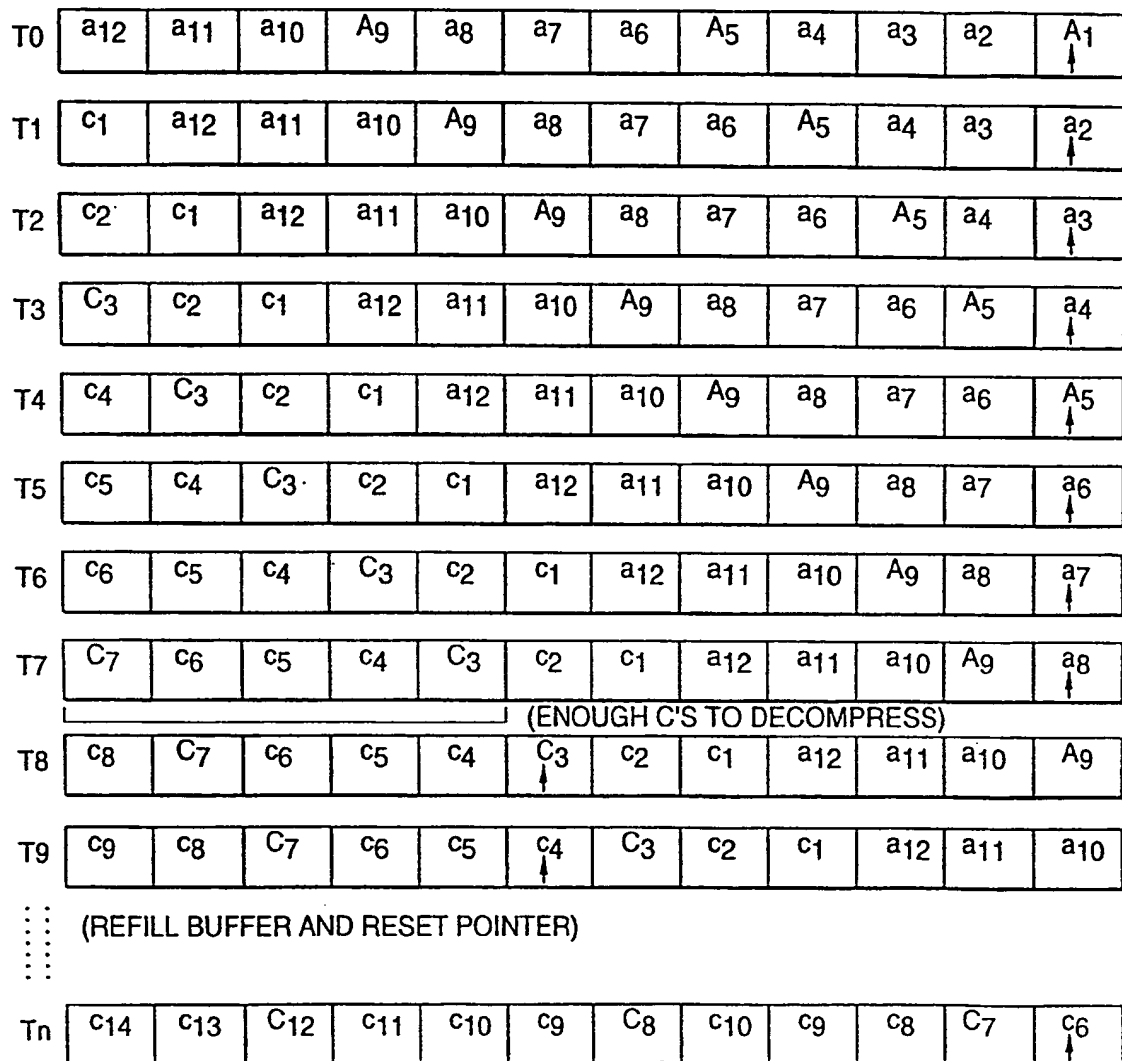 T0 a12 a11 a10 A9 a8 a7 a6 A5 a4 a3 a2 A1
T1 c1 a12 a11 a10 A9 a8 a7 a6 A5 a4 a3 a2
T2 c2 c1 a12 a11 a10 A9 a8 a7 a6 A5 a4 a3
T3 C3 c2 c1 a12 a11 a10 A9 a8 a7 a6 A5 a4
T4 c4 C3 c2 c1 a12 a11 a10 A9 a8 a7 a6 A5
T5 c5 c4 C3 c2 c1 a12 a11 a10 A9 a8 a7 a6
T6 c6 c5 c4 C3 c2 c1 a12 a11 a10 A9 a8 a7
T7 C7 c6 c5 c4 C3 c2 c1 a12 a11 a10 A9 a8
(ENOUGH C'S TO DECOMPRESS)
T8 c8 C7 c6 c5 c4 C3 c2 c1 a12 a11 a10 A9
T9 c9 c8 C7 c6 c5 c4 C3 c2 c1 a12 a11 a10
(REFILL BUFFER AND RESET POINTER)
Tn c14 c13 C12 c11 c10 c9 C8 c10 c9 c8 C7 c6